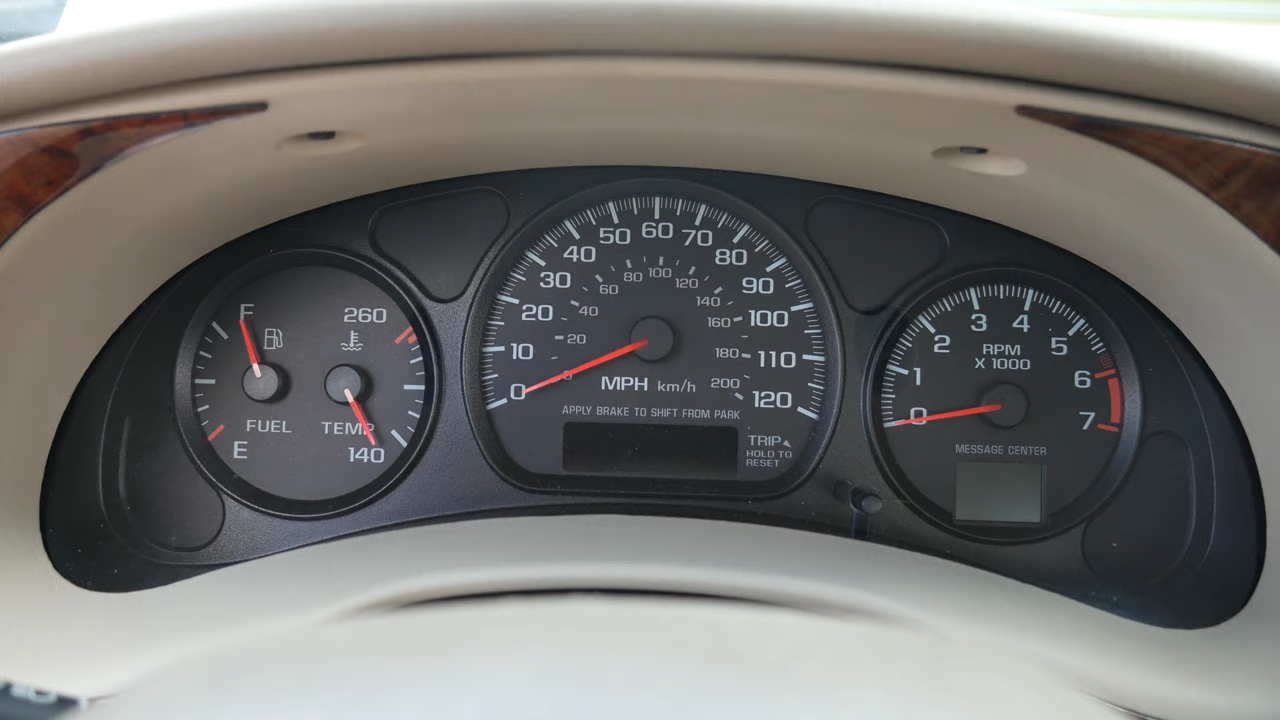 F
260
FUEL
TEMP
E
140
0
10
20
30
40
50
60
70
80
90
100
110
120
0
20
40
60
80
100
120
140
160
180
200
MPH km/h
APPLY BRAKE TO SHIFT FROM PARK
TRIP
HOLD TO
RESET
0
1
2
3
4
5
6
7
RPM
X 1000
MESSAGE CENTER